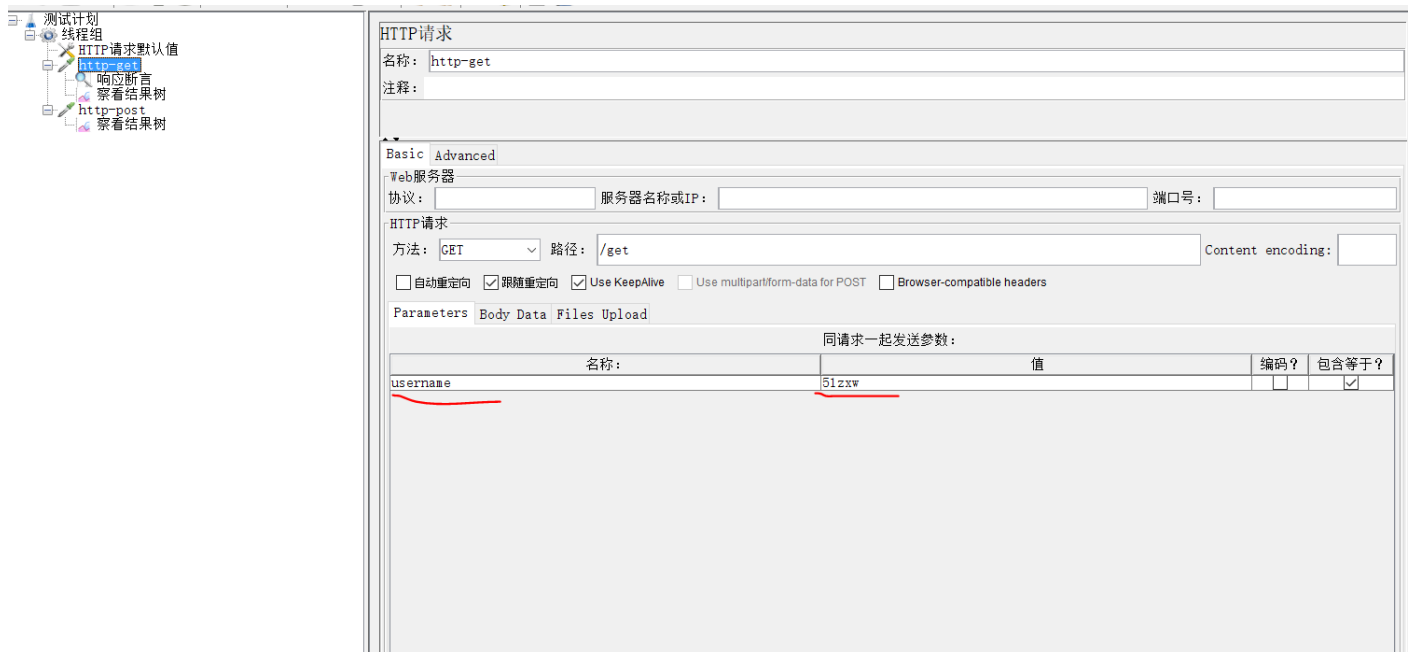 测试计划
线程组
HTTP请求默认值
http-get
响应断言
察看结果树
http-post
察看结果树
HTTP请求
名称： http-get
注释：
Basic Advanced
Web服务器
协议： 服务器名称或IP： 端口号：
HTTP请求
方法： GET 路径： /get Content encoding:
自动重定向 跟随重定向 Use KeepAlive Use multipart/form-data for POST Browser-compatible headers
Parameters Body Data Files Upload
同请求一起发送参数：
名称： 值 编码？ 包含等于？
username 51zxw